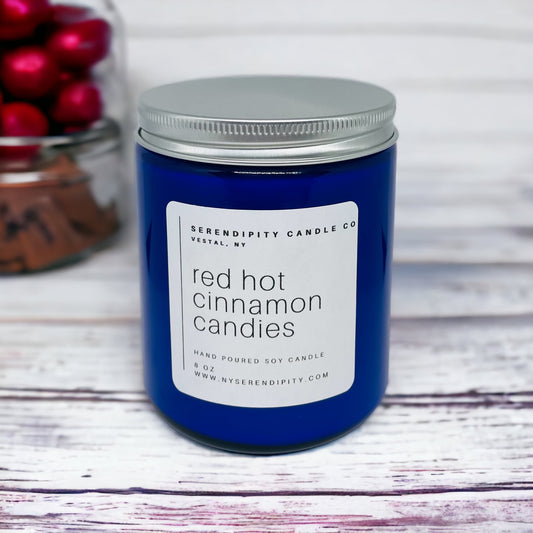 SERENDIPITY CANDLE CO
VESTAL, NY
red hot
cinnamon
candies
HAND POURED SOY CANDLE
8 OZ
WWW.NYSERENDIPITY.COM